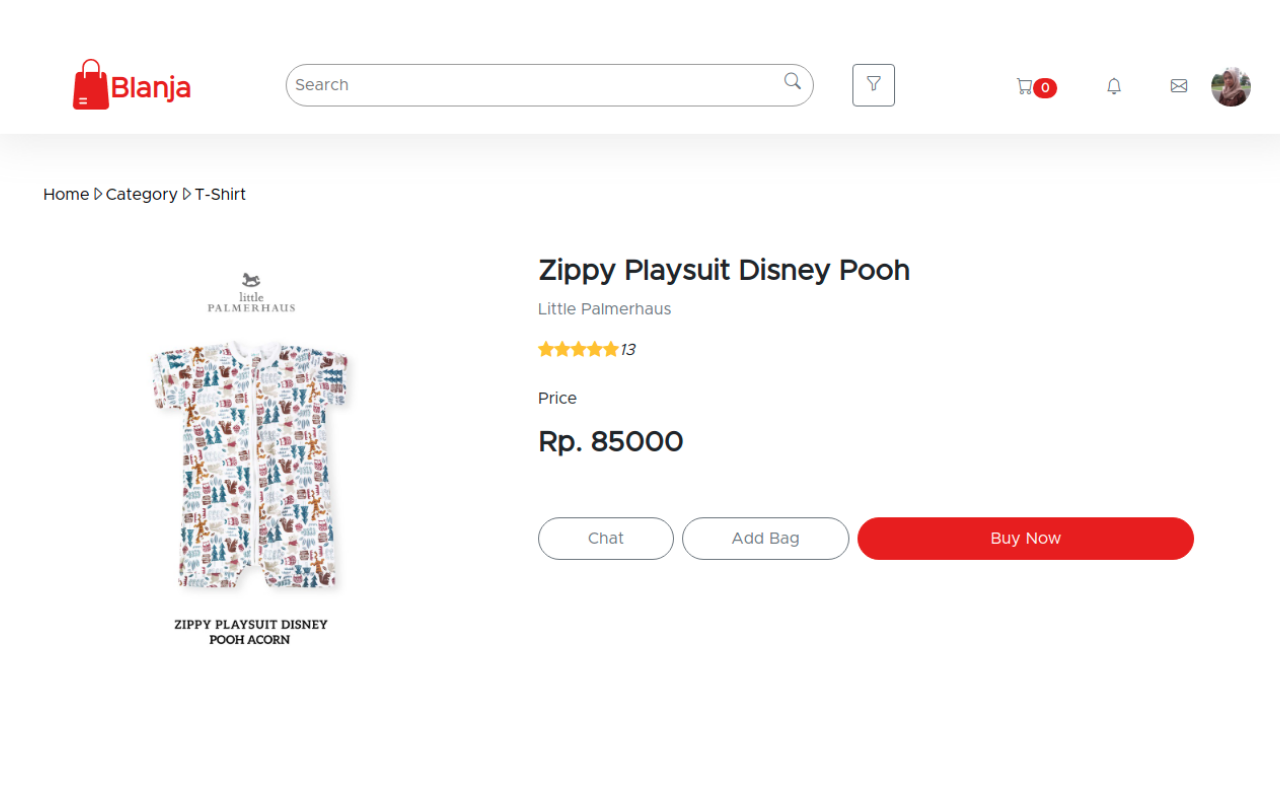 Blanja
Search
0
Home Category T-Shirt
little
PALMERHAUS
ZIPPY PLAYSUIT DISNEY
POOH ACORN
Zippy Playsuit Disney Pooh
Little Palmerhaus
13
Price
Rp. 85000
Chat Add Bag Buy Now